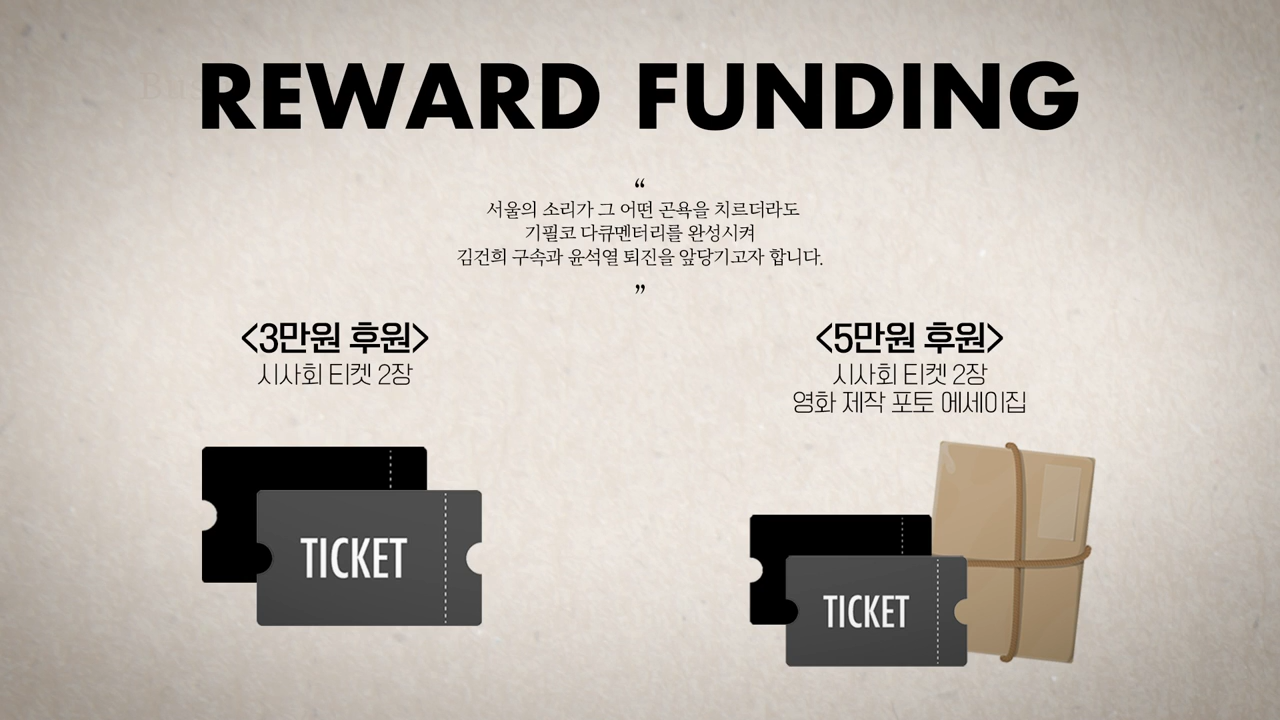 REWARD FUNDING
“
서울의 소리가 그 어떤 곤욕을 치르더라도
기필코 다큐멘터리를 완성시켜
김건희 구속과 윤석열 퇴진을 앞당기고자 합니다.
”
<3만원 후원>
시사회 티켓 2장
<5만원 후원>
시사회 티켓 2장
영화 제작 포토 에세이집
TICKET
TICKET